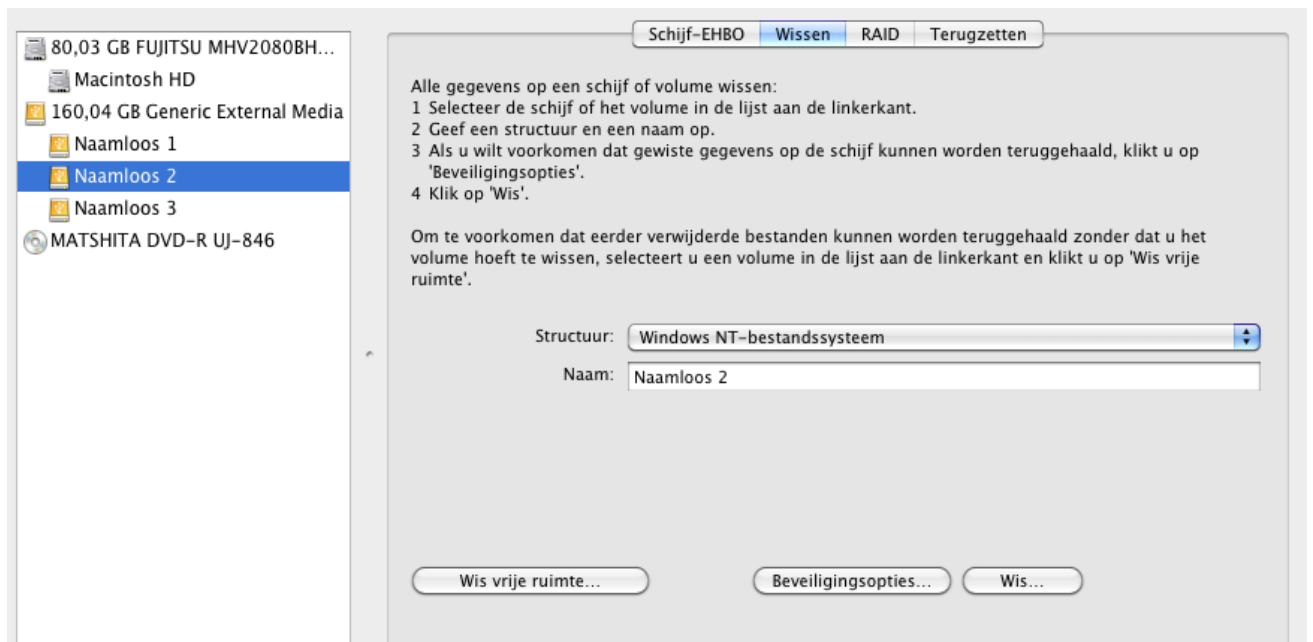 80,03 GB FUJITSU MHV2080BH...
Macintosh HD
160,04 GB Generic External Media
Naamloos 1
Naamloos 2
Naamloos 3
MATSHITA DVD-R UJ-846
Schijf-EHBO Wissen RAID Terugzetten
Alle gegevens op een schijf of volume wissen:
1 Selecteer de schijf of het volume in de lijst aan de linkerkant.
2 Geef een structuur en een naam op.
3 Als u wilt voorkomen dat gewiste gegevens op de schijf kunnen worden teruggehaald, klikt u op
'Beveiligingsopties'.
4 Klik op 'Wis'.
Om te voorkomen dat eerder verwijderde bestanden kunnen worden teruggehaald zonder dat u het
volume hoeft te wissen, selecteert u een volume in de lijst aan de linkerkant en klikt u op 'Wis vrije
ruimte'.
Structuur: Windows NT-bestandssysteem
Naam: Naamloos 2
Wis vrije ruimte... Beveiligingsopties... Wis...